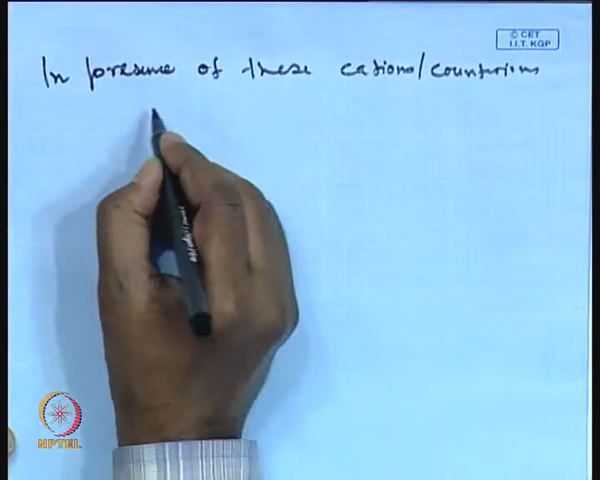 © CET
I.I.T. KGP
In presence of these cations/counterions
NPTEL